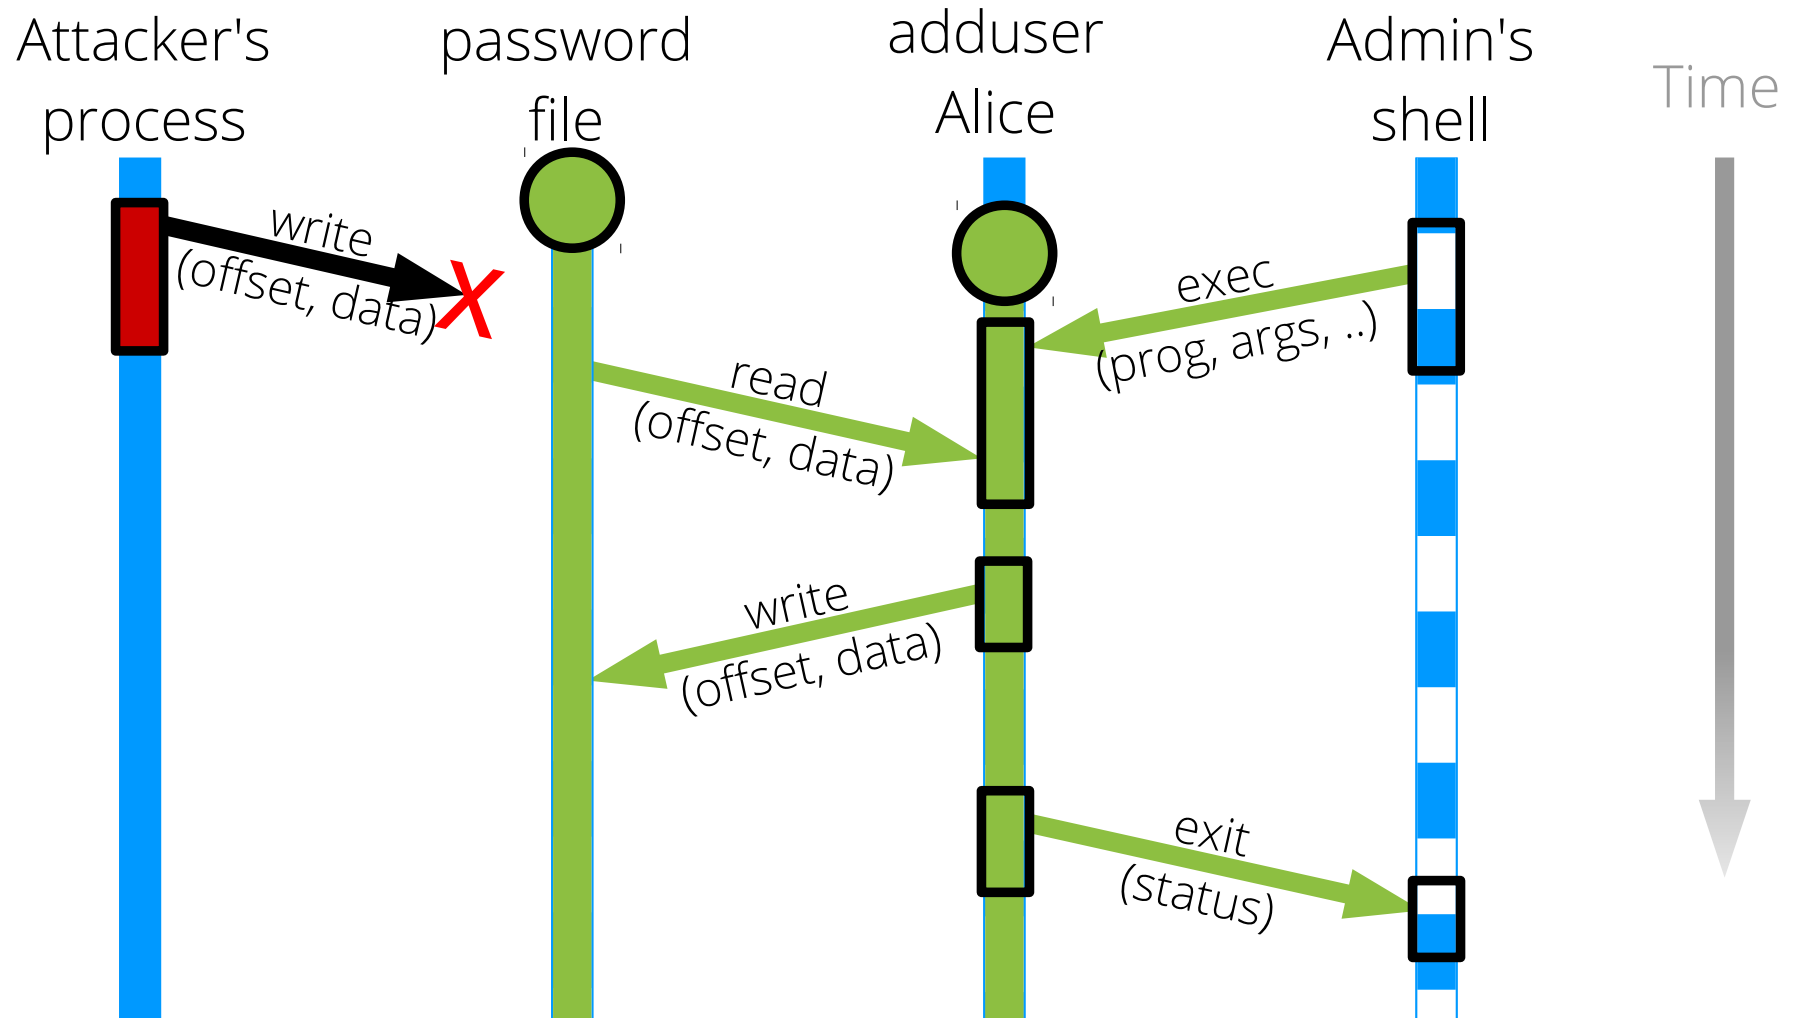 Attacker's
process
password
file
adduser
Alice
Admin's
shell
Time
write
(offset, data)
X
exec
(prog, args, ..)
read
(offset, data)
write
(offset, data)
exit
(status)